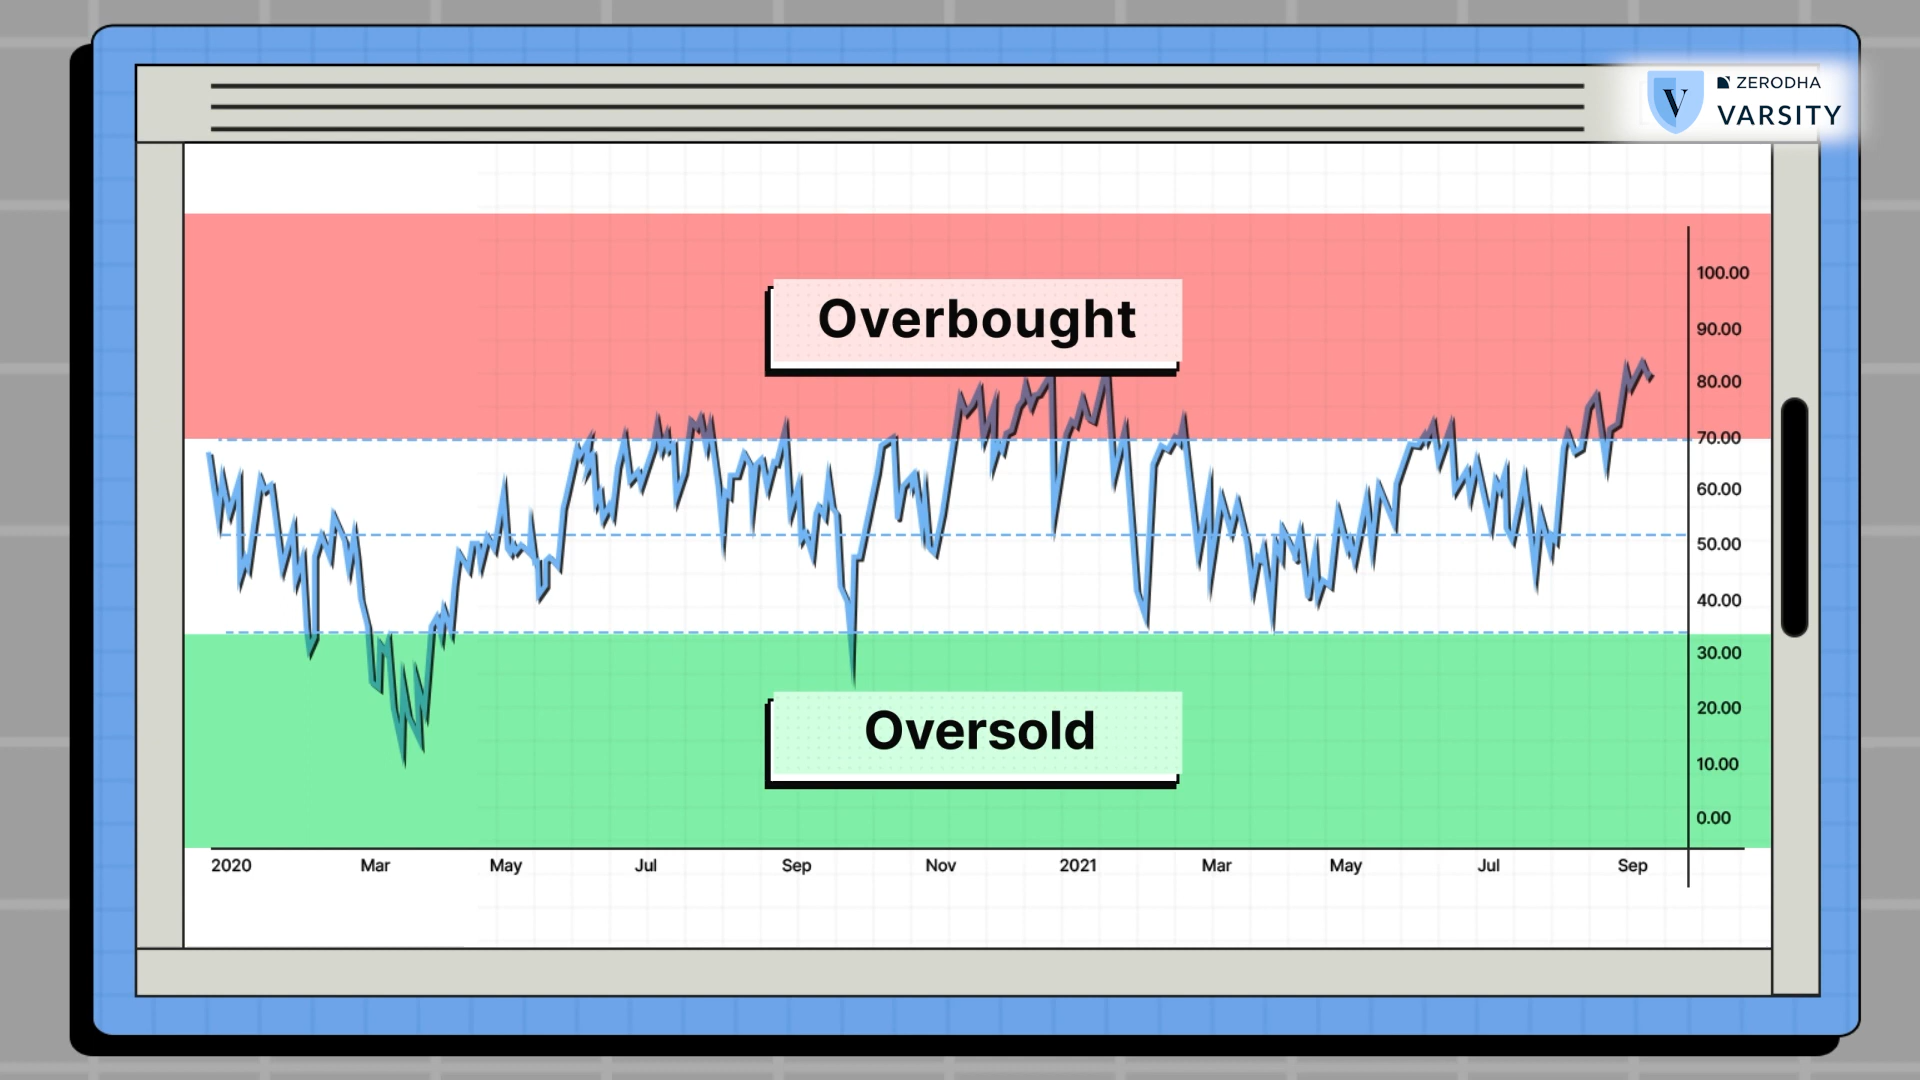 V
ZERODHA
VARSITY
Overbought
100.00
90.00
80.00
70.00
60.00
50.00
40.00
30.00
Oversold
20.00
10.00
0.00
2020 Mar May Jul Sep Nov 2021 Mar May Jul Sep